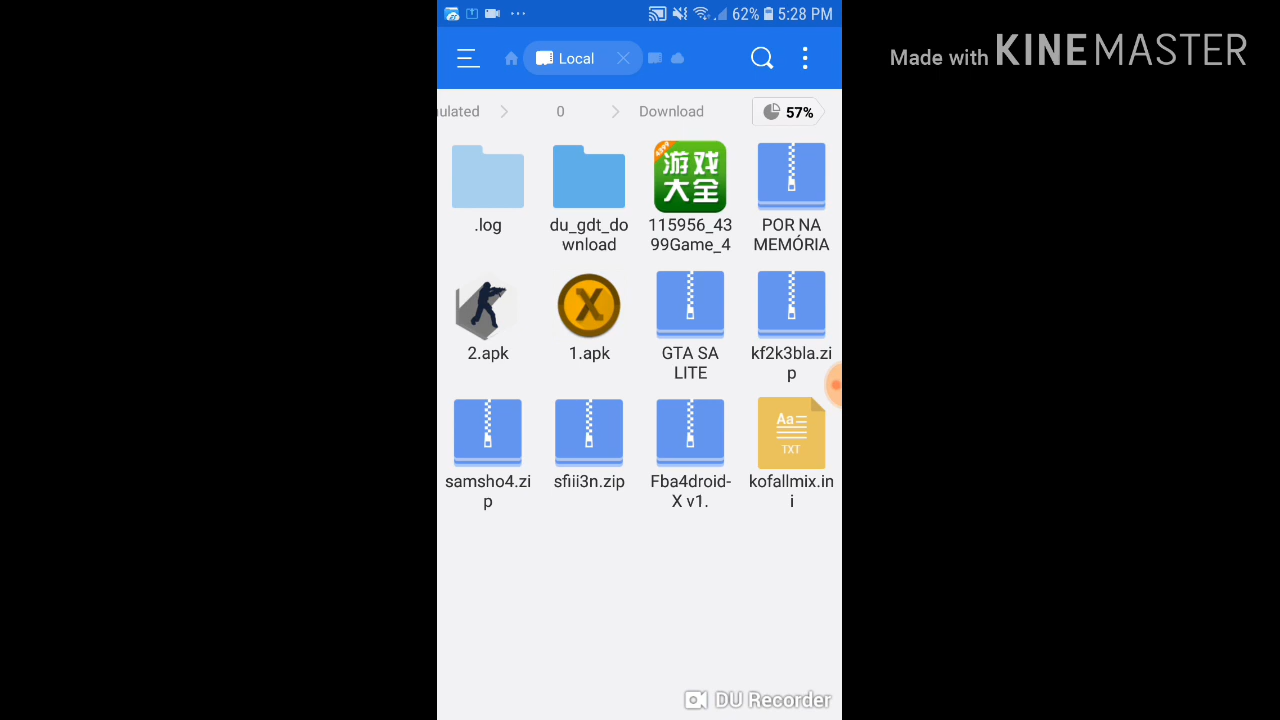 62% 5:28 PM
Made with KINEMASTER
Local
ulated > 0 > Download 57%
4399
游戏
大全
.log
du_gdt_do
wnload
115956_43
99Game_4
POR NA
MEMÓRIA
2.apk
X
1.apk
GTA SA
LITE
kf2k3bla.zi
p
samsho4.zi
p
sfiii3n.zip
Fba4droid-
X v1.
Aa
TXT
kofallmix.in
i
DU Recorder